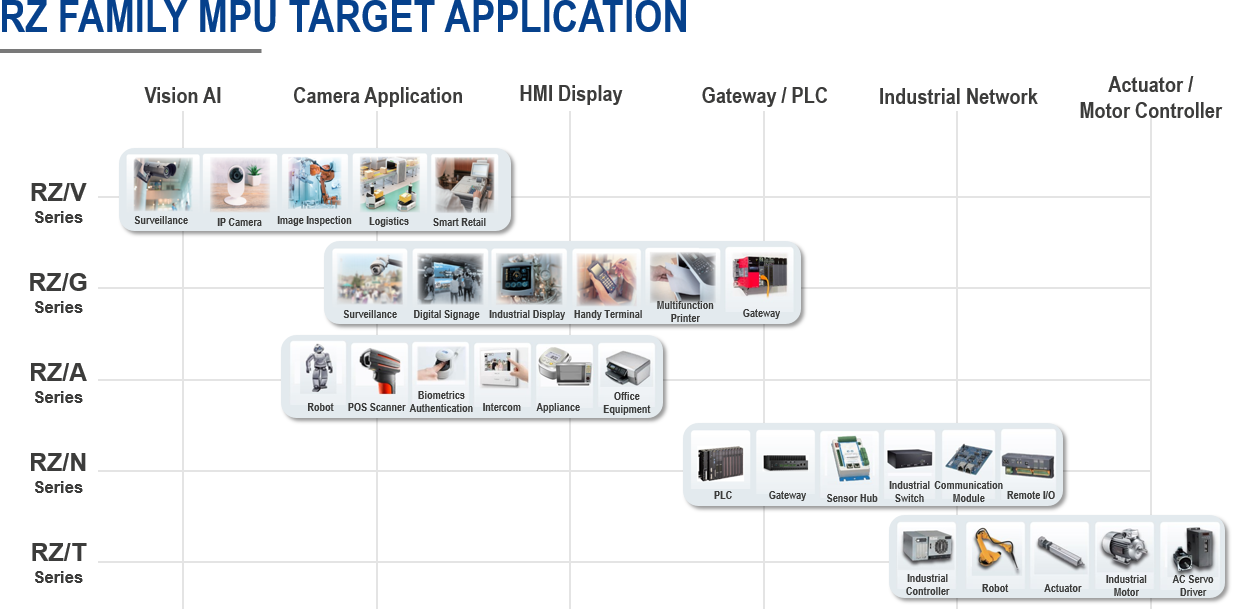 RZ FAMILY MPU TARGET APPLICATION
Vision AI
Camera Application
HMI Display
Gateway / PLC
Industrial Network
Actuator /
Motor Controller
RZ/V
Series
Surveillance
IP Camera
Image Inspection
Logistics
Smart Retail
RZ/G
Series
Surveillance
Digital Signage
Industrial Display
Handy Terminal
Multifunction
Printer
Gateway
RZ/A
Series
Robot
POS Scanner
Biometrics
Authentication
Intercom
Appliance
Office
Equipment
RZ/N
Series
PLC
Gateway
Sensor Hub
Industrial
Switch
Communication
Module
Remote I/O
RZ/T
Series
Industrial
Controller
Robot
Actuator
Industrial
Motor
AC Servo
Driver